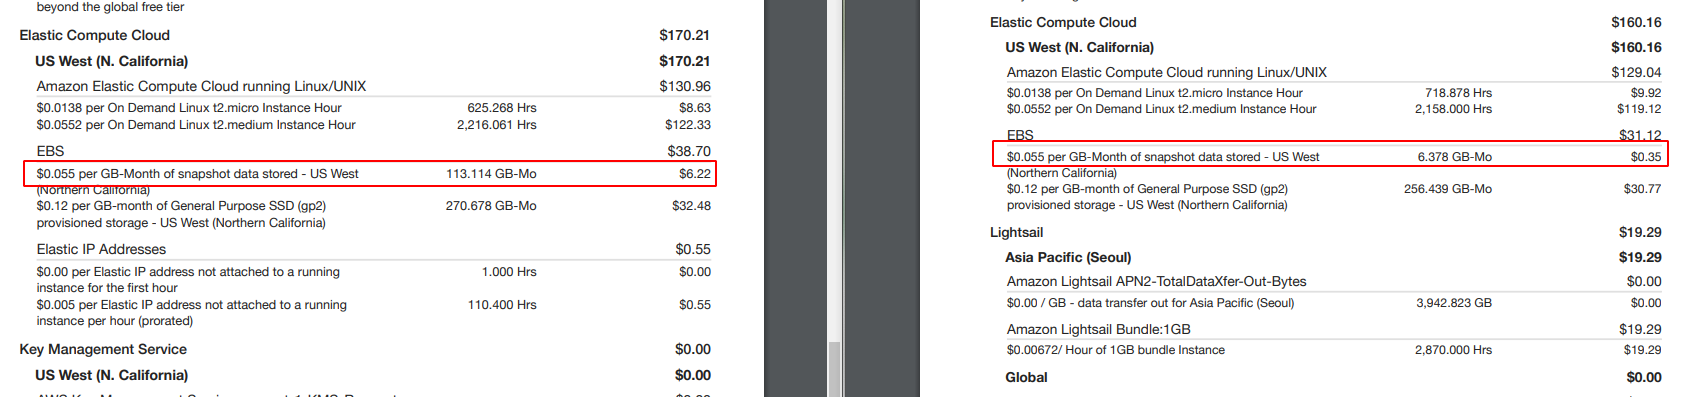 beyond the global free tier
Elastic Compute Cloud $170.21
US West (N. California) $170.21
Amazon Elastic Compute Cloud running Linux/UNIX $130.96
$0.0138 per On Demand Linux t2.micro Instance Hour 625.268 Hrs $8.63
$0.0552 per On Demand Linux t2.medium Instance Hour 2,216.061 Hrs $122.33
EBS $38.70
$0.055 per GB-Month of snapshot data stored - US West 113.114 GB-Mo $6.22
(Northern California)
$0.12 per GB-month of General Purpose SSD (gp2) 270.678 GB-Mo $32.48
provisioned storage - US West (Northern California)
Elastic IP Addresses $0.55
$0.00 per Elastic IP address not attached to a running 1.000 Hrs $0.00
instance for the first hour
$0.005 per Elastic IP address not attached to a running 110.400 Hrs $0.55
instance per hour (prorated)
Key Management Service $0.00
US West (N. California) $0.00
Elastic Compute Cloud $160.16
US West (N. California) $160.16
Amazon Elastic Compute Cloud running Linux/UNIX $129.04
$0.0138 per On Demand Linux t2.micro Instance Hour 718.878 Hrs $9.92
$0.0552 per On Demand Linux t2.medium Instance Hour 2,158.000 Hrs $119.12
EBS $31.12
$0.055 per GB-Month of snapshot data stored - US West 6.378 GB-Mo $0.35
(Northern California)
$0.12 per GB-month of General Purpose SSD (gp2) 256.439 GB-Mo $30.77
provisioned storage - US West (Northern California)
Lightsail $19.29
Asia Pacific (Seoul) $19.29
Amazon Lightsail APN2-TotalDataXfer-Out-Bytes $0.00
$0.00 / GB - data transfer out for Asia Pacific (Seoul) 3,942.823 GB $0.00
Amazon Lightsail Bundle:1GB $19.29
$0.00672/ Hour of 1GB bundle Instance 2,870.000 Hrs $19.29
Global $0.00